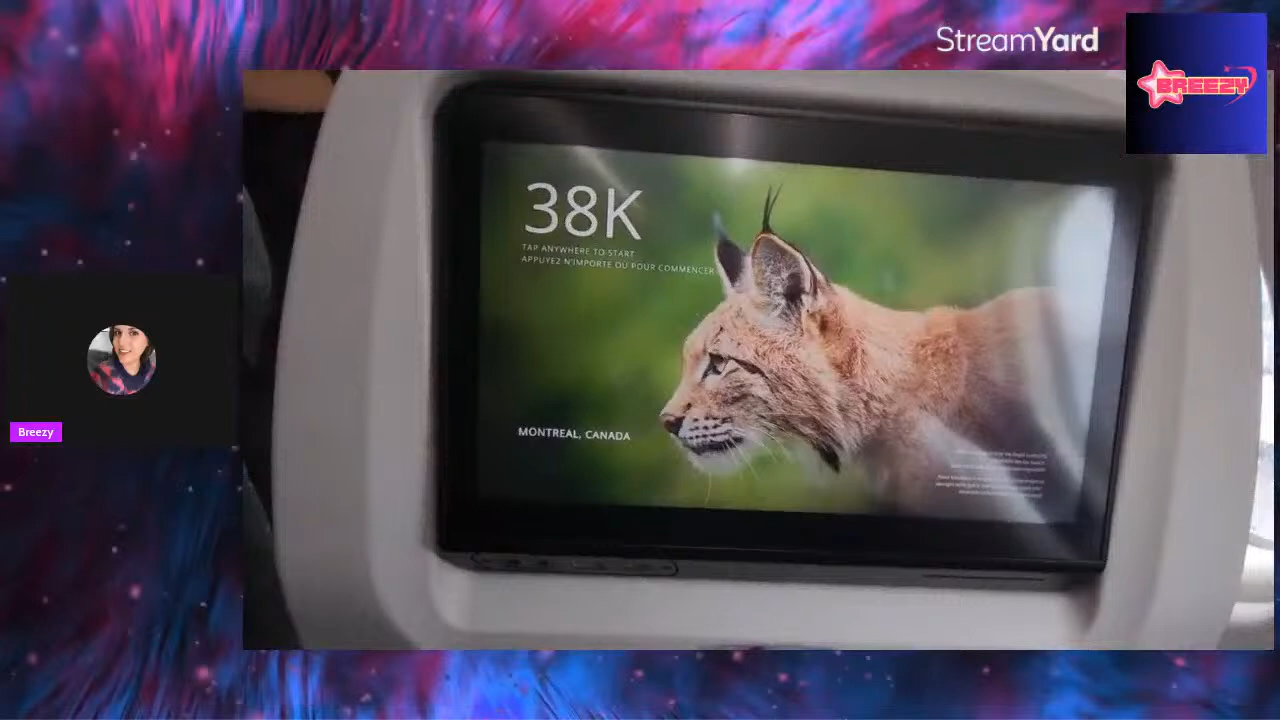 StreamYard
BREEZY
38K
TAP ANYWHERE TO START
APPUYEZ N'IMPORTE OÙ POUR COMMENCER
Breezy
MONTREAL, CANADA